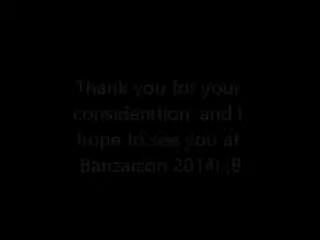 Thank you for your
consideration, and I
hope to see you at
Banzaicon 2014!